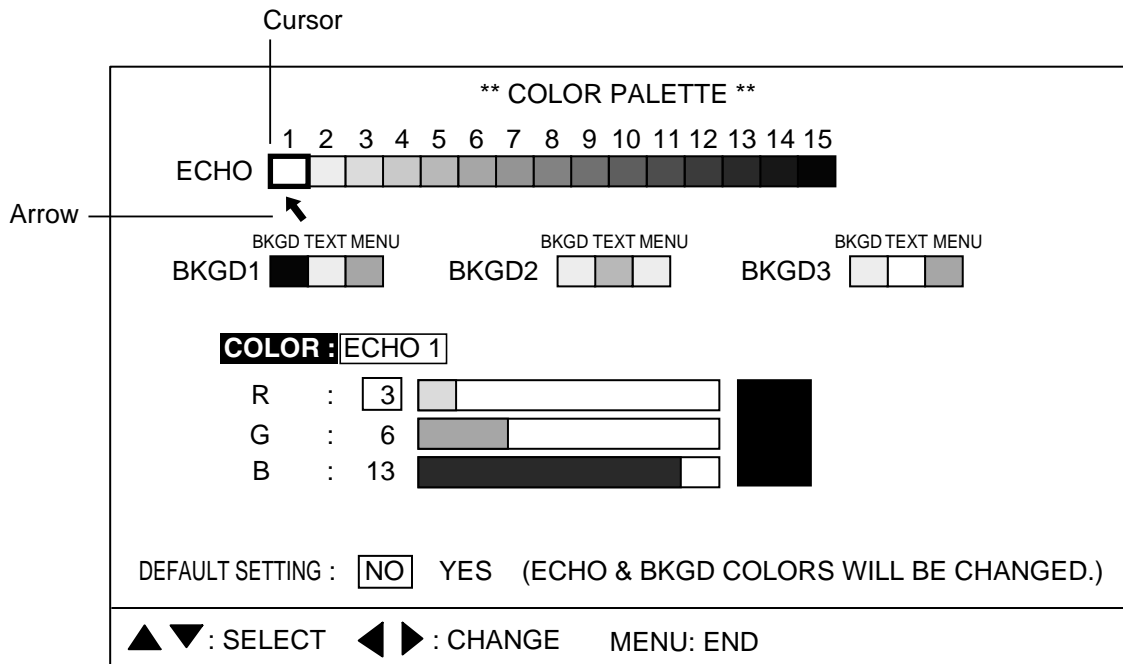 Cursor
** COLOR PALETTE **
1 2 3 4 5 6 7 8 9 10 11 12 13 14 15
ECHO
Arrow
BKGD TEXT MENU BKGD TEXT MENU BKGD TEXT MENU
BKGD1 BKGD2 BKGD3
COLOR : ECHO 1
R : 3
G : 6
B : 13
DEFAULT SETTING : NO YES (ECHO & BKGD COLORS WILL BE CHANGED.)
▲ ▼ : SELECT ◀ ▶ : CHANGE MENU: END